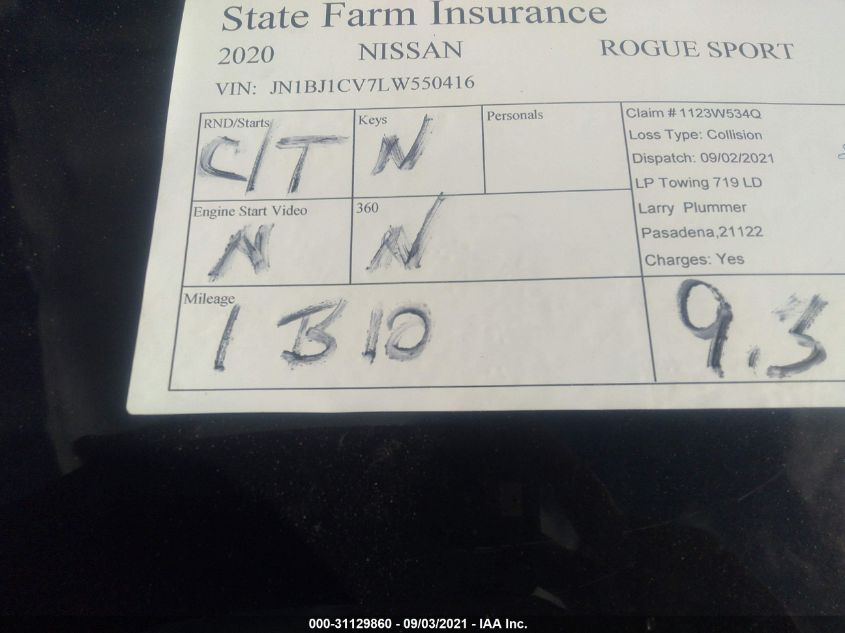 State Farm Insurance
2020 NISSAN ROGUE SPORT
VIN: JN1BJ1CV7LW550416
RND/Starts Keys Personals
C/T N
Engine Start Video 360
N N
Mileage
1 B 10
Claim # 1123W534Q
Loss Type: Collision
Dispatch: 09/02/2021
LP Towing 719 LD
Larry Plummer
Pasadena,21122
Charges: Yes
9.3
000-31129860 - 09/03/2021 - IAA Inc.